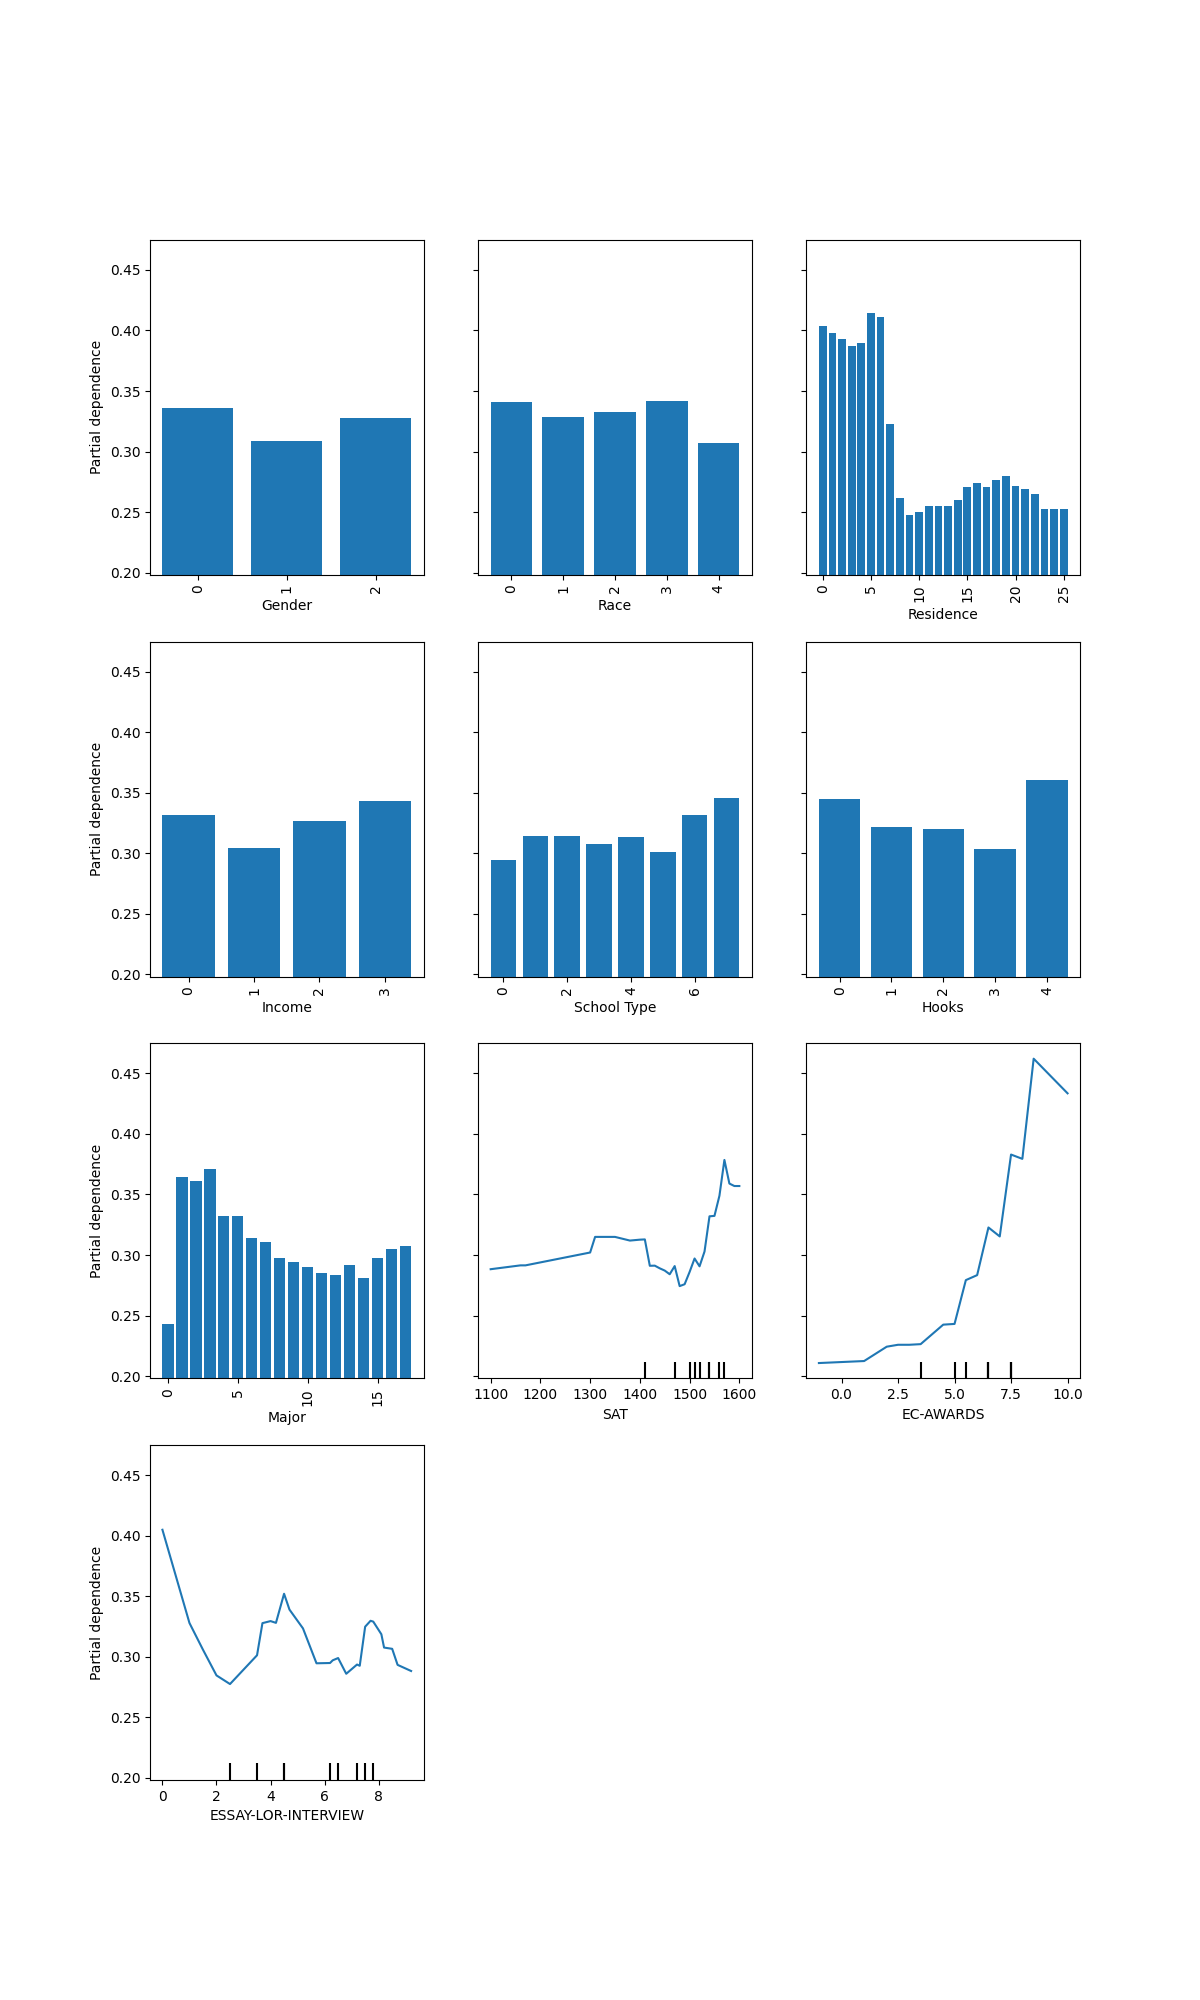 0.45
0.40
0.35
0.30
0.25
0.20
Partial dependence
0 1 2
Gender
0 1 2 3 4
Race
0 5 10 15 20 25
Residence
0.45
0.40
0.35
0.30
0.25
0.20
Partial dependence
0 1 2 3
Income
0 2 4 6
School Type
0 1 2 3 4
Hooks
0.45
0.40
0.35
0.30
0.25
0.20
Partial dependence
0 5 10 15
Major
1100 1200 1300 1400 1500 1600
SAT
0.0 2.5 5.0 7.5 10.0
EC-AWARDS
0.45
0.40
0.35
0.30
0.25
0.20
Partial dependence
0 2 4 6 8
ESSAY-LOR-INTERVIEW